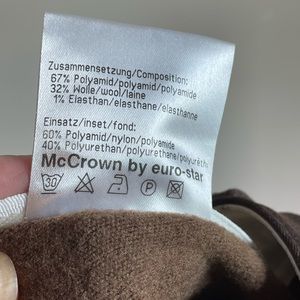 Zusammensetzung/Composition:
67% Polyamid/polyamide/polyamide
32% Wolle/wool/laine
1% Elasthan/elasthane/elasthanne
Einsatz/inset/fond:
60% Polyamid/nylon/polyamide
40% Polyurethan/polyurethane/polyuréth
McCrown by euro-star
30 P